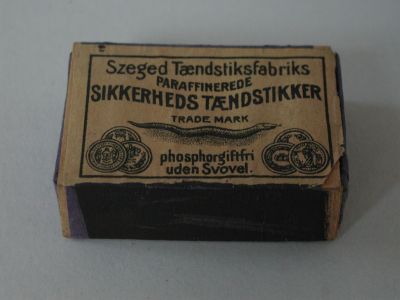 Szeged Tændstiksfabriks
PARAFFINEREDE
SIKKERHEDS TÆNDSTIKKER
TRADE MARK
phosphorgiftfri
uden Svovel.